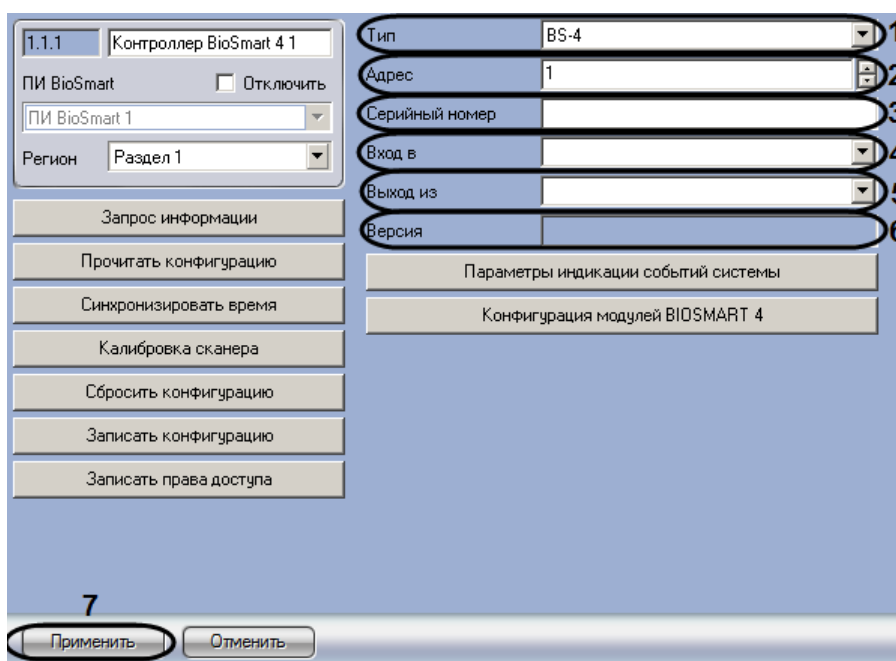 1.1.1 Контроллер BioSmart 4 1
ПИ BioSmart Отключить
ПИ BioSmart 1
Регион Раздел 1
Запрос информации
Прочитать конфигурацию
Синхронизировать время
Калибровка сканера
Сбросить конфигурацию
Записать конфигурацию
Записать права доступа
Тип BS-4 1
Адрес 1 2
Серийный номер 3
Вход в 4
Выход из 5
Версия 6
Параметры индикации событий системы
Конфигурация модулей BIOSMART 4
7
Применить Отменить